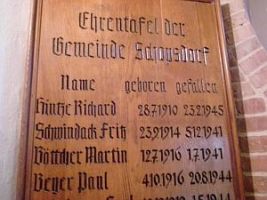 Ehrentafel der
Gemeinde Schopsdorf
Name geboren gefallen
Hintze Richard 28.7.1910 23.2.1945
Schwindack Fritz 23.9.1914 5.12.1941
Böttcher Martin 12.7.1916 1.7.1941
Beyer Paul 4.10.1916 20.8.1944